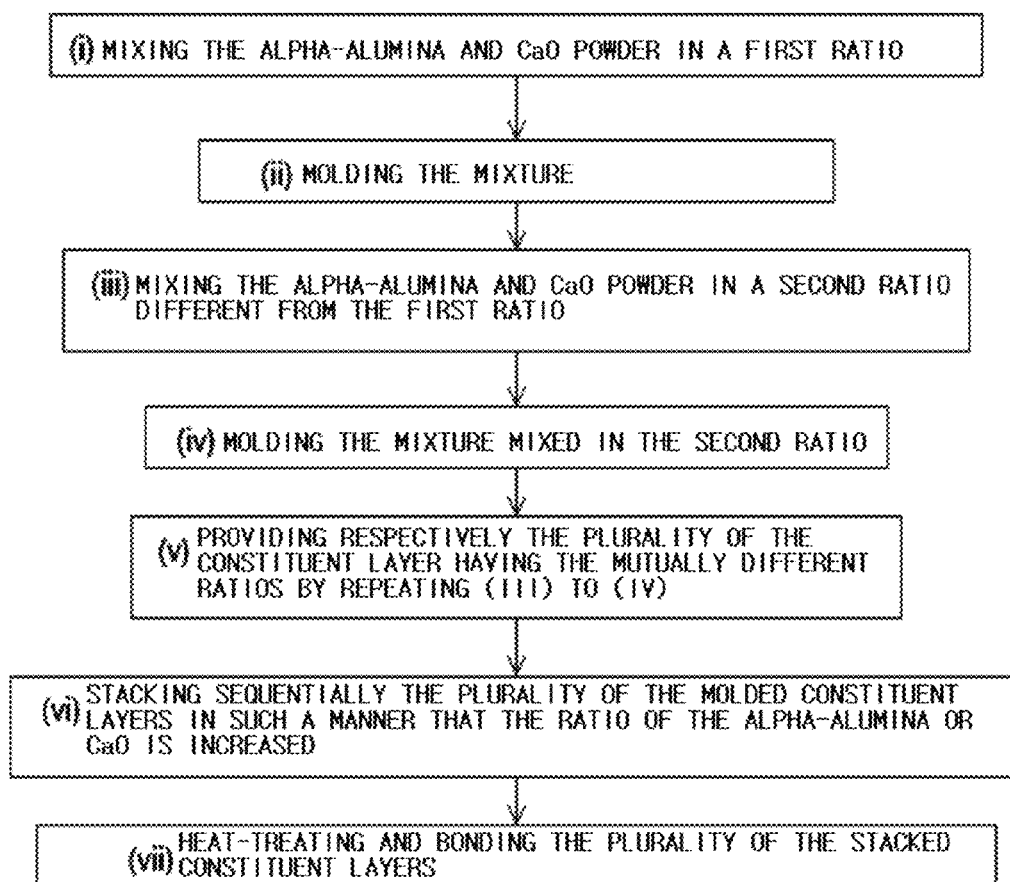 (i) MIXING THE ALPHA-ALUMINA AND CaO POWDER IN A FIRST RATIO
(ii) MOLDING THE MIXTURE
(iii) MIXING THE ALPHA-ALUMINA AND CaO POWDER IN A SECOND RATIO
DIFFERENT FROM THE FIRST RATIO
(iv) MOLDING THE MIXTURE MIXED IN THE SECOND RATIO
(v) PROVIDING RESPECTIVELY THE PLURALITY OF THE
CONSTITUENT LAYER HAVING THE MUTUALLY DIFFERENT
RATIOS BY REPEATING (III) TO (IV)
(vi) STACKING SEQUENTIALLY THE PLURALITY OF THE MOLDED CONSTITUENT
LAYERS IN SUCH A MANNER THAT THE RATIO OF THE ALPHA-ALUMINA OR
CaO IS INCREASED
(vii) HEAT-TREATING AND BONDING THE PLURALITY OF THE STACKED
CONSTITUENT LAYERS